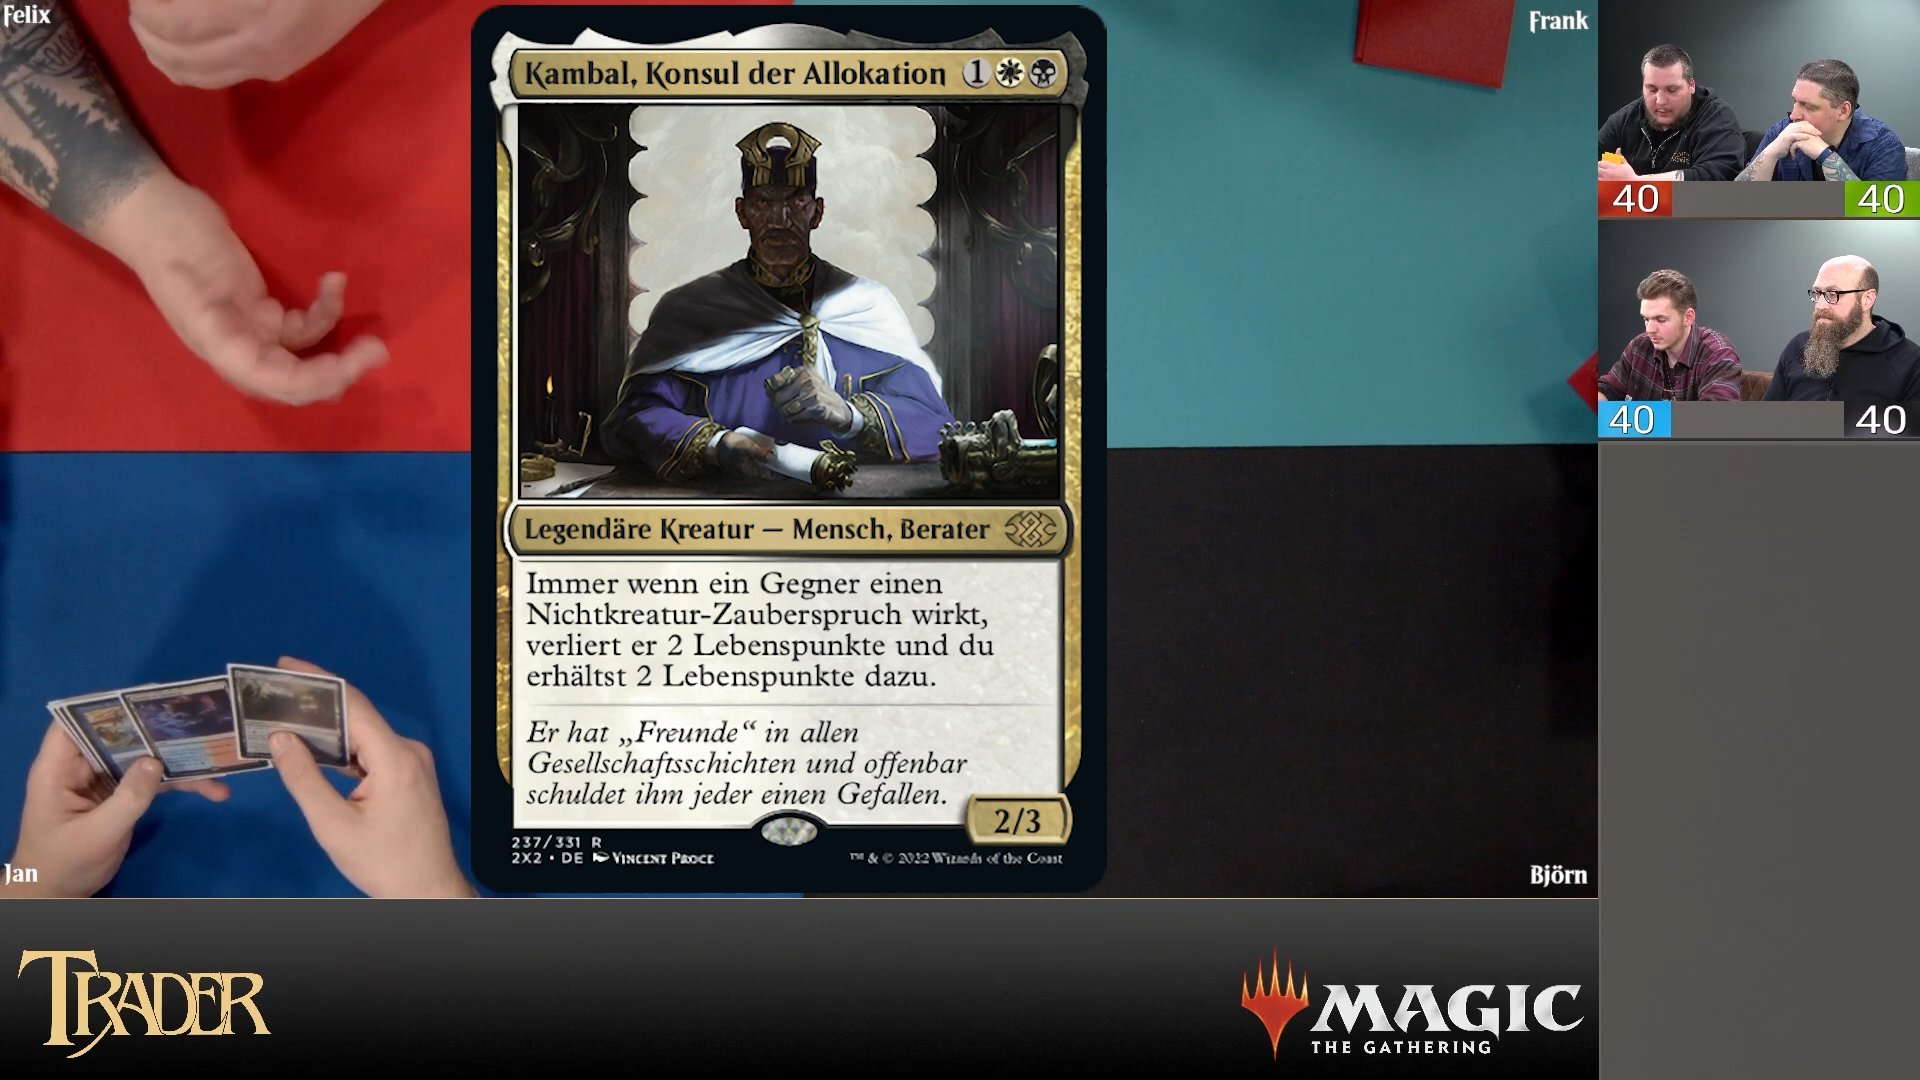 Felix
Frank
Kambal, Konsul der Allokation 1
40
40
40
40
Legendäre Kreatur — Mensch, Berater
Immer wenn ein Gegner einen
Nichtkreatur-Zauberspruch wirkt,
verliert er 2 Lebenspunkte und du
erhältst 2 Lebenspunkte dazu.
Er hat „Freunde“ in allen
Gesellschaftsschichten und offenbar
schuldet ihm jeder einen Gefallen.
2/3
237/331 R
2X2 • DE Vincent Proce
™ & © 2022 Wizards of the Coast
Jan
Björn
TRADER
MAGIC
THE GATHERING